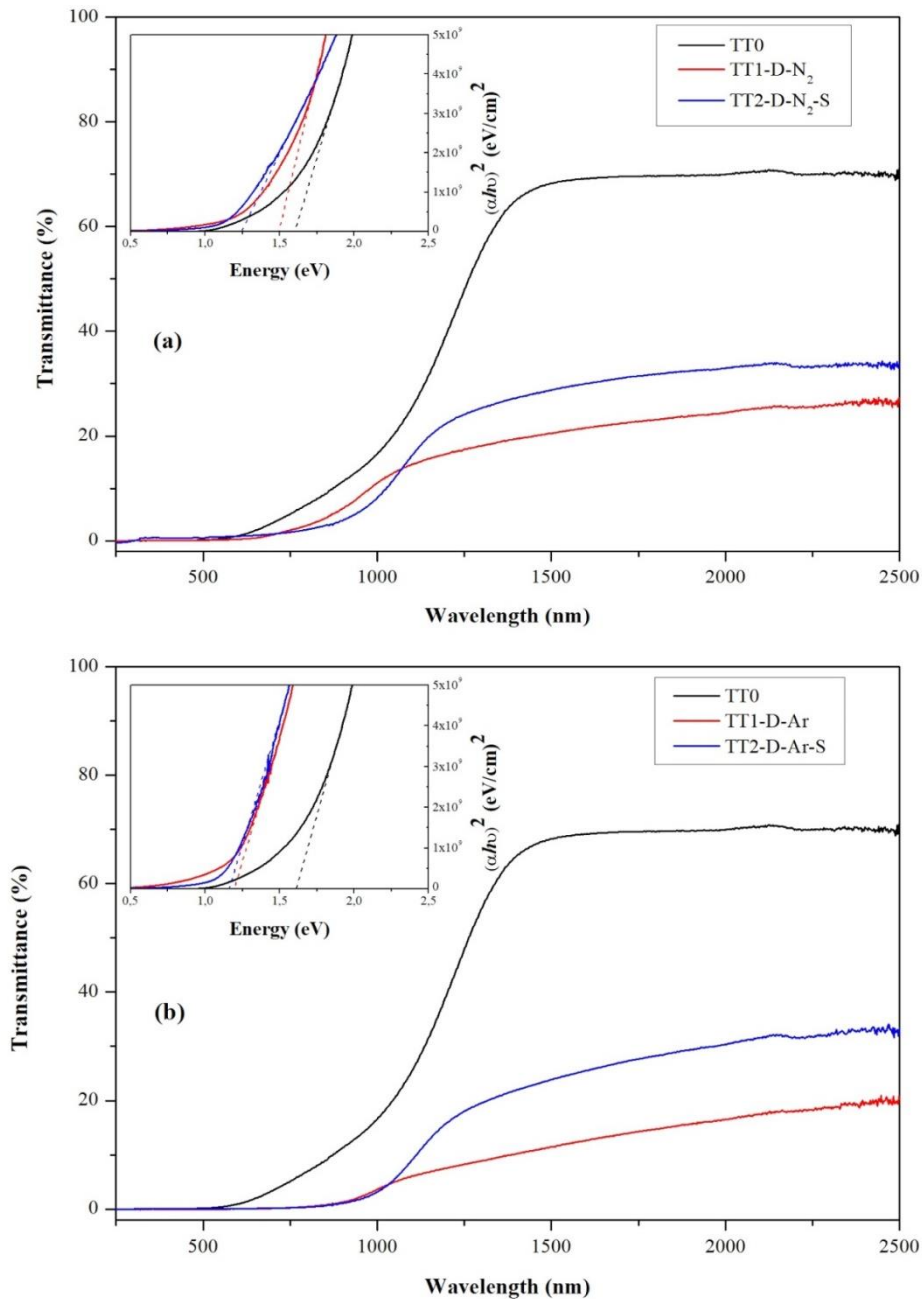 100
80
60
40
20
0
Transmittance (%)
500
1000
1500
2000
2500
Wavelength (nm)
(a)
TT0
TT1-D-N₂
TT2-D-N₂-S
5x10⁹
4x10⁹
3x10⁹
2x10⁹
1x10⁹
0
(αhυ)² (eV/cm)²
0,5
1,0
1,5
2,0
2,5
Energy (eV)
100
80
60
40
20
0
Transmittance (%)
500
1000
1500
2000
2500
Wavelength (nm)
(b)
TT0
TT1-D-Ar
TT2-D-Ar-S
5x10⁹
4x10⁹
3x10⁹
2x10⁹
1x10⁹
0
(αhυ)² (eV/cm)²
0,5
1,0
1,5
2,0
2,5
Energy (eV)